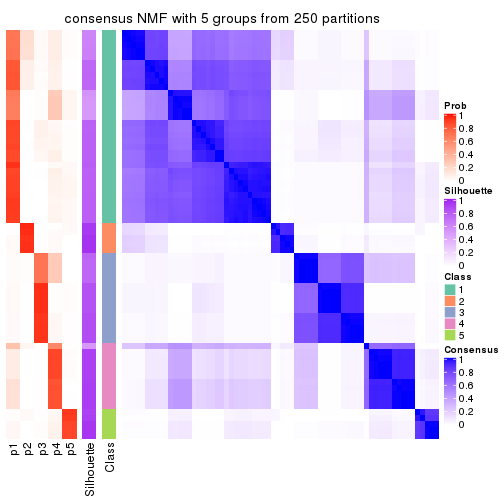 consensus NMF with 5 groups from 250 partitions
Prob
1
0.8
0.6
0.4
0.2
0
Silhouette
1
0.8
0.6
0.4
0.2
0
Class
1
2
3
4
5
Consensus
1
0.8
0.6
0.4
0.2
0
p1
p2
p3
p4
p5
Silhouette
Class